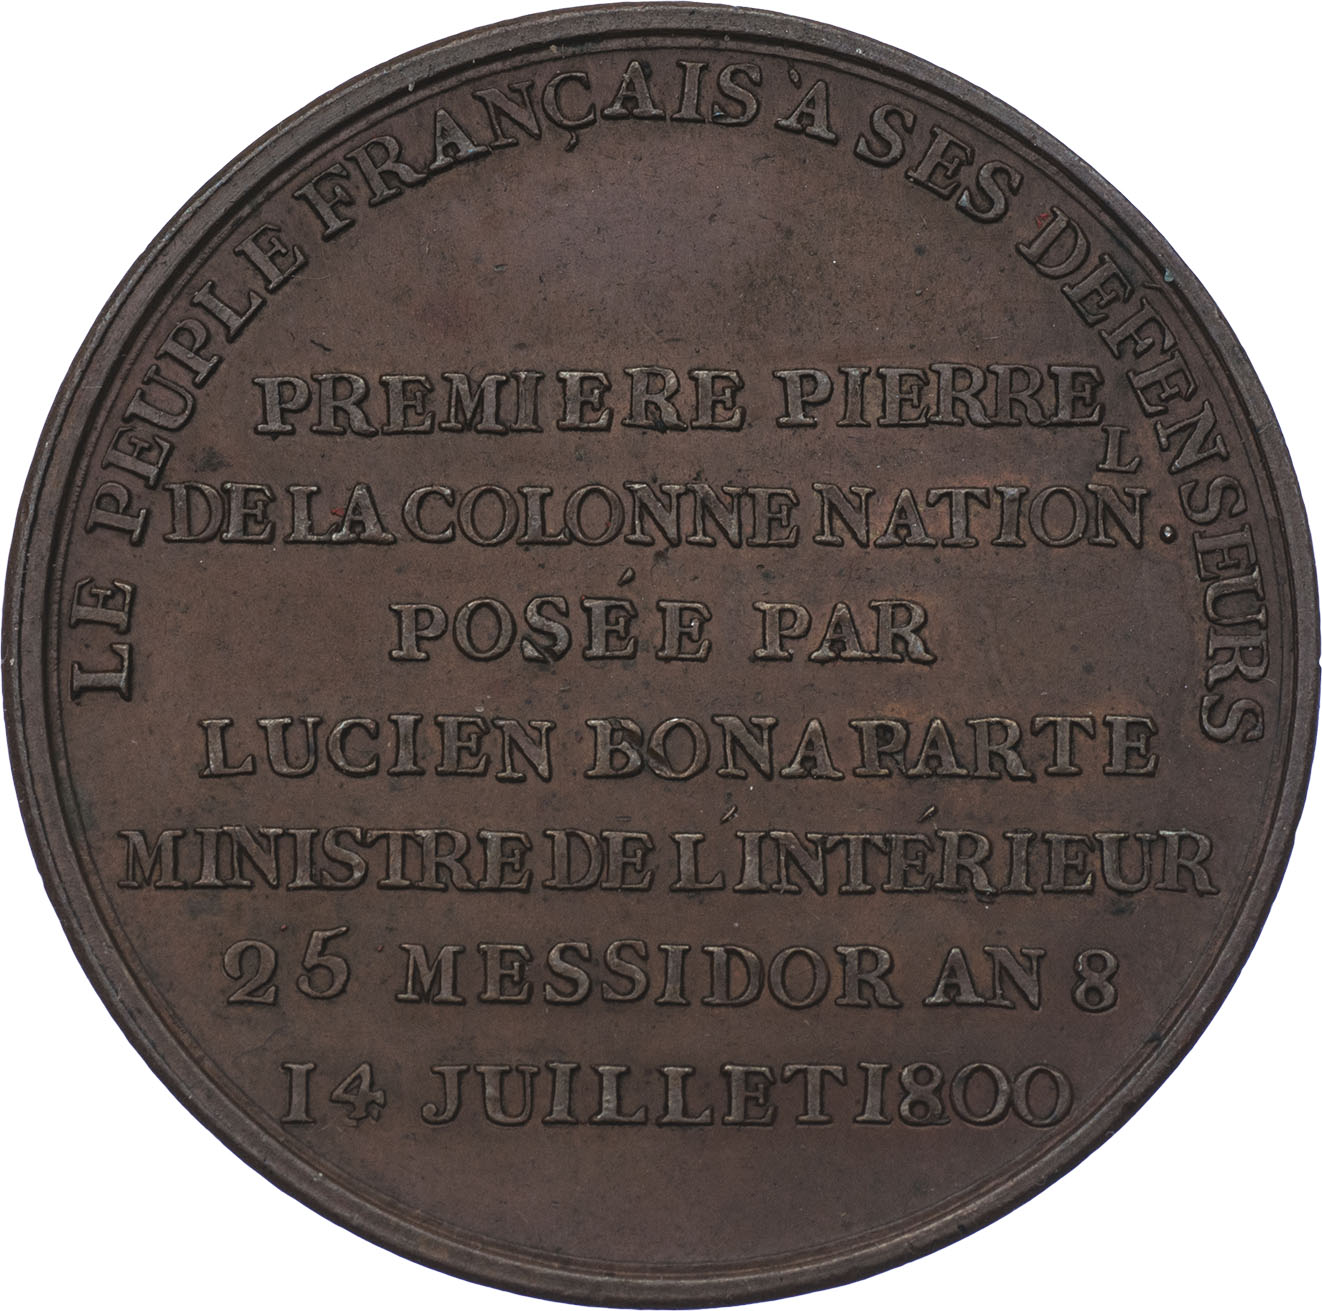 LE PEUPLE FRANÇAIS À SES DÉFENSEURS
PREMIERE PIERRE
DE LA COLONNE NATION.L
POSÉE PAR
LUCIEN BONAPARTE
MINISTRE DE L'INTÉRIEUR
25 MESSIDOR AN 8
14 JUILLET 1800